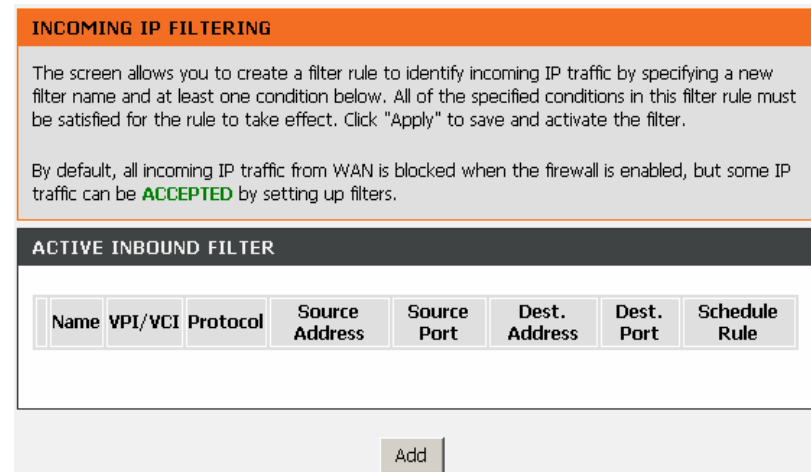 INCOMING IP FILTERING
The screen allows you to create a filter rule to identify incoming IP traffic by specifying a new
filter name and at least one condition below. All of the specified conditions in this filter rule must
be satisfied for the rule to take effect. Click "Apply" to save and activate the filter.
By default, all incoming IP traffic from WAN is blocked when the firewall is enabled, but some IP
traffic can be ACCEPTED by setting up filters.
ACTIVE INBOUND FILTER
Name VPI/VCI Protocol Source Address Source Port Dest. Address Dest. Port Schedule Rule
Add